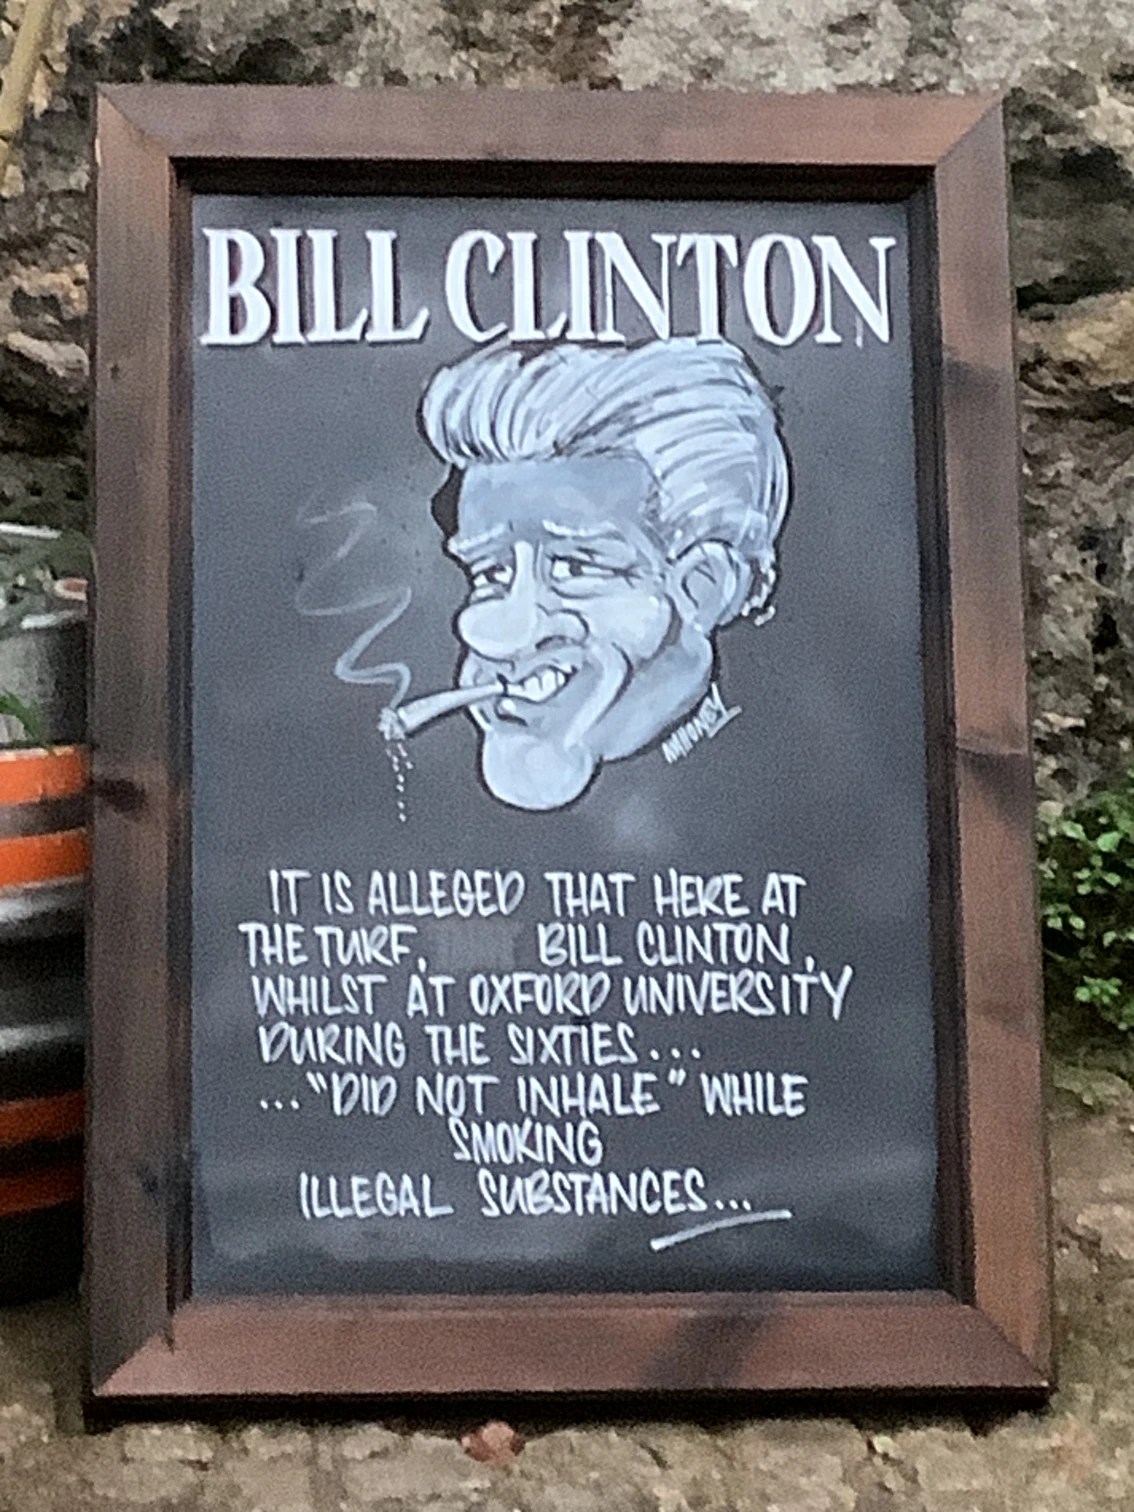 BILL CLINTON
IT IS ALLEGED THAT HERE AT
THE TURF, BILL CLINTON,
WHILST AT OXFORD UNIVERSITY
DURING THE SIXTIES...
..."DID NOT INHALE" WHILE
SMOKING
ILLEGAL SUBSTANCES...